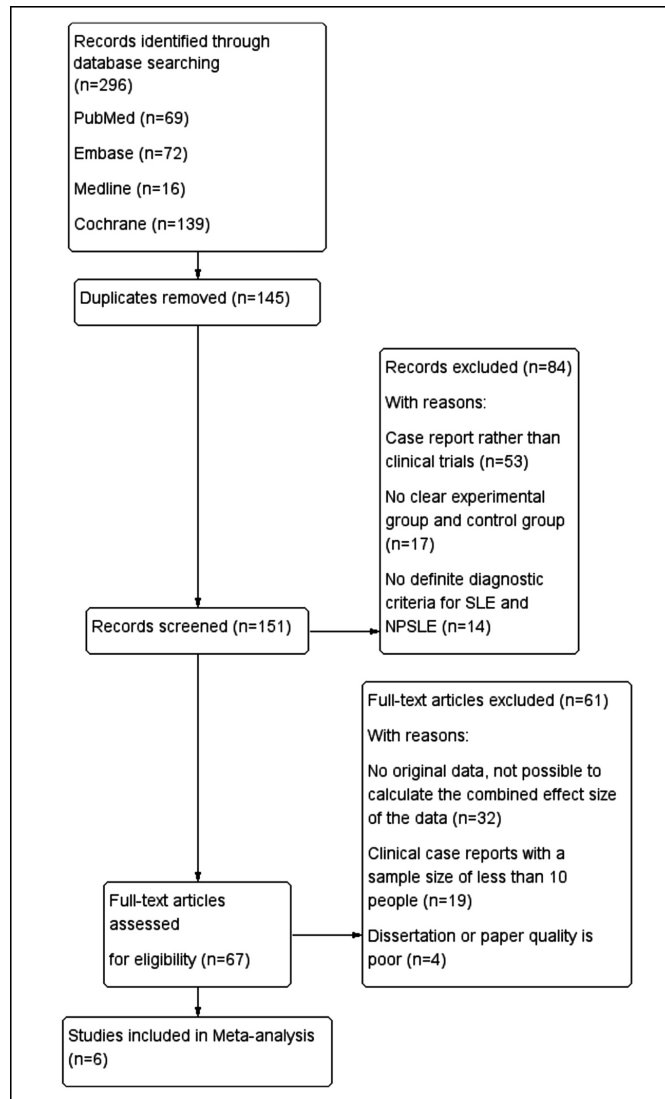 Records identified through
database searching
(n=296)
PubMed (n=69)
Embase (n=72)
Medline (n=16)
Cochrane (n=139)
Duplicates removed (n=145)
Records excluded (n=84)
With reasons:
Case report rather than
clinical trials (n=53)
No clear experimental
group and control group
(n=17)
No definite diagnostic
criteria for SLE and
NPSLE (n=14)
Records screened (n=151)
Full-text articles excluded (n=61)
With reasons:
No original data, not possible to
calculate the combined effect size
of the data (n=32)
Clinical case reports with a
sample size of less than 10
people (n=19)
Dissertation or paper quality is
poor (n=4)
Full-text articles
assessed
for eligibility (n=67)
Studies included in Meta-analysis
(n=6)